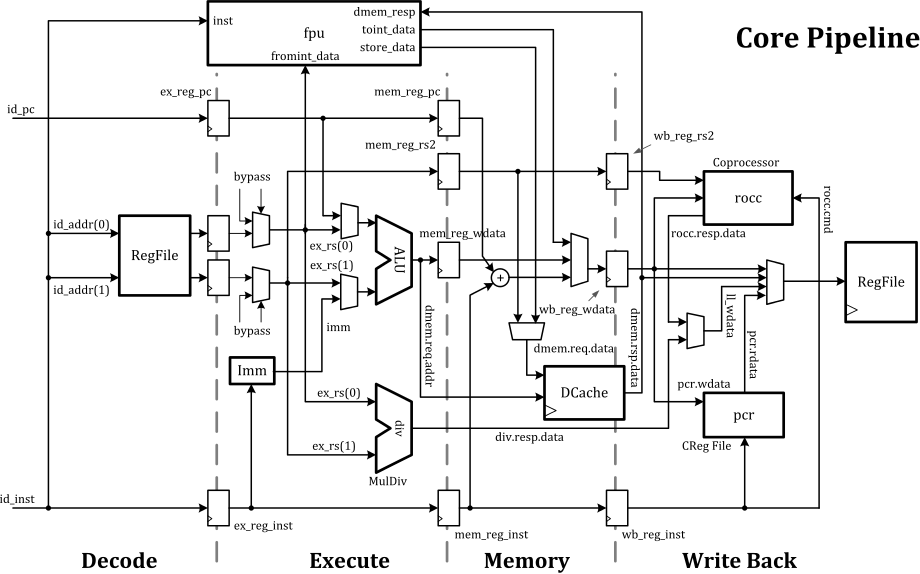 Core Pipeline
dmem_resp
inst
fpu
toint_data
store_data
fromint_data
ex_reg_pc
mem_reg_pc
id_pc
mem_reg_rs2
wb_reg_rs2
Coprocessor
bypass
rocc
rocc.cmd
id_addr(0)
RegFile
id_addr(1)
ex_rs(0)
ex_rs(1)
ALU
mem_reg_wdata
rocc.resp.data
RegFile
+
wb_reg_wdata
ll_wdata
bypass
imm
dmem.req.addr
dmem.req.data
dmem.rsp.data
pcr.rdata
Imm
DCache
pcr.wdata
pcr
CReg File
ex_rs(0)
div
ex_rs(1)
div.resp.data
MulDiv
id_inst
ex_reg_inst
mem_reg_inst
wb_reg_inst
Decode
Execute
Memory
Write Back